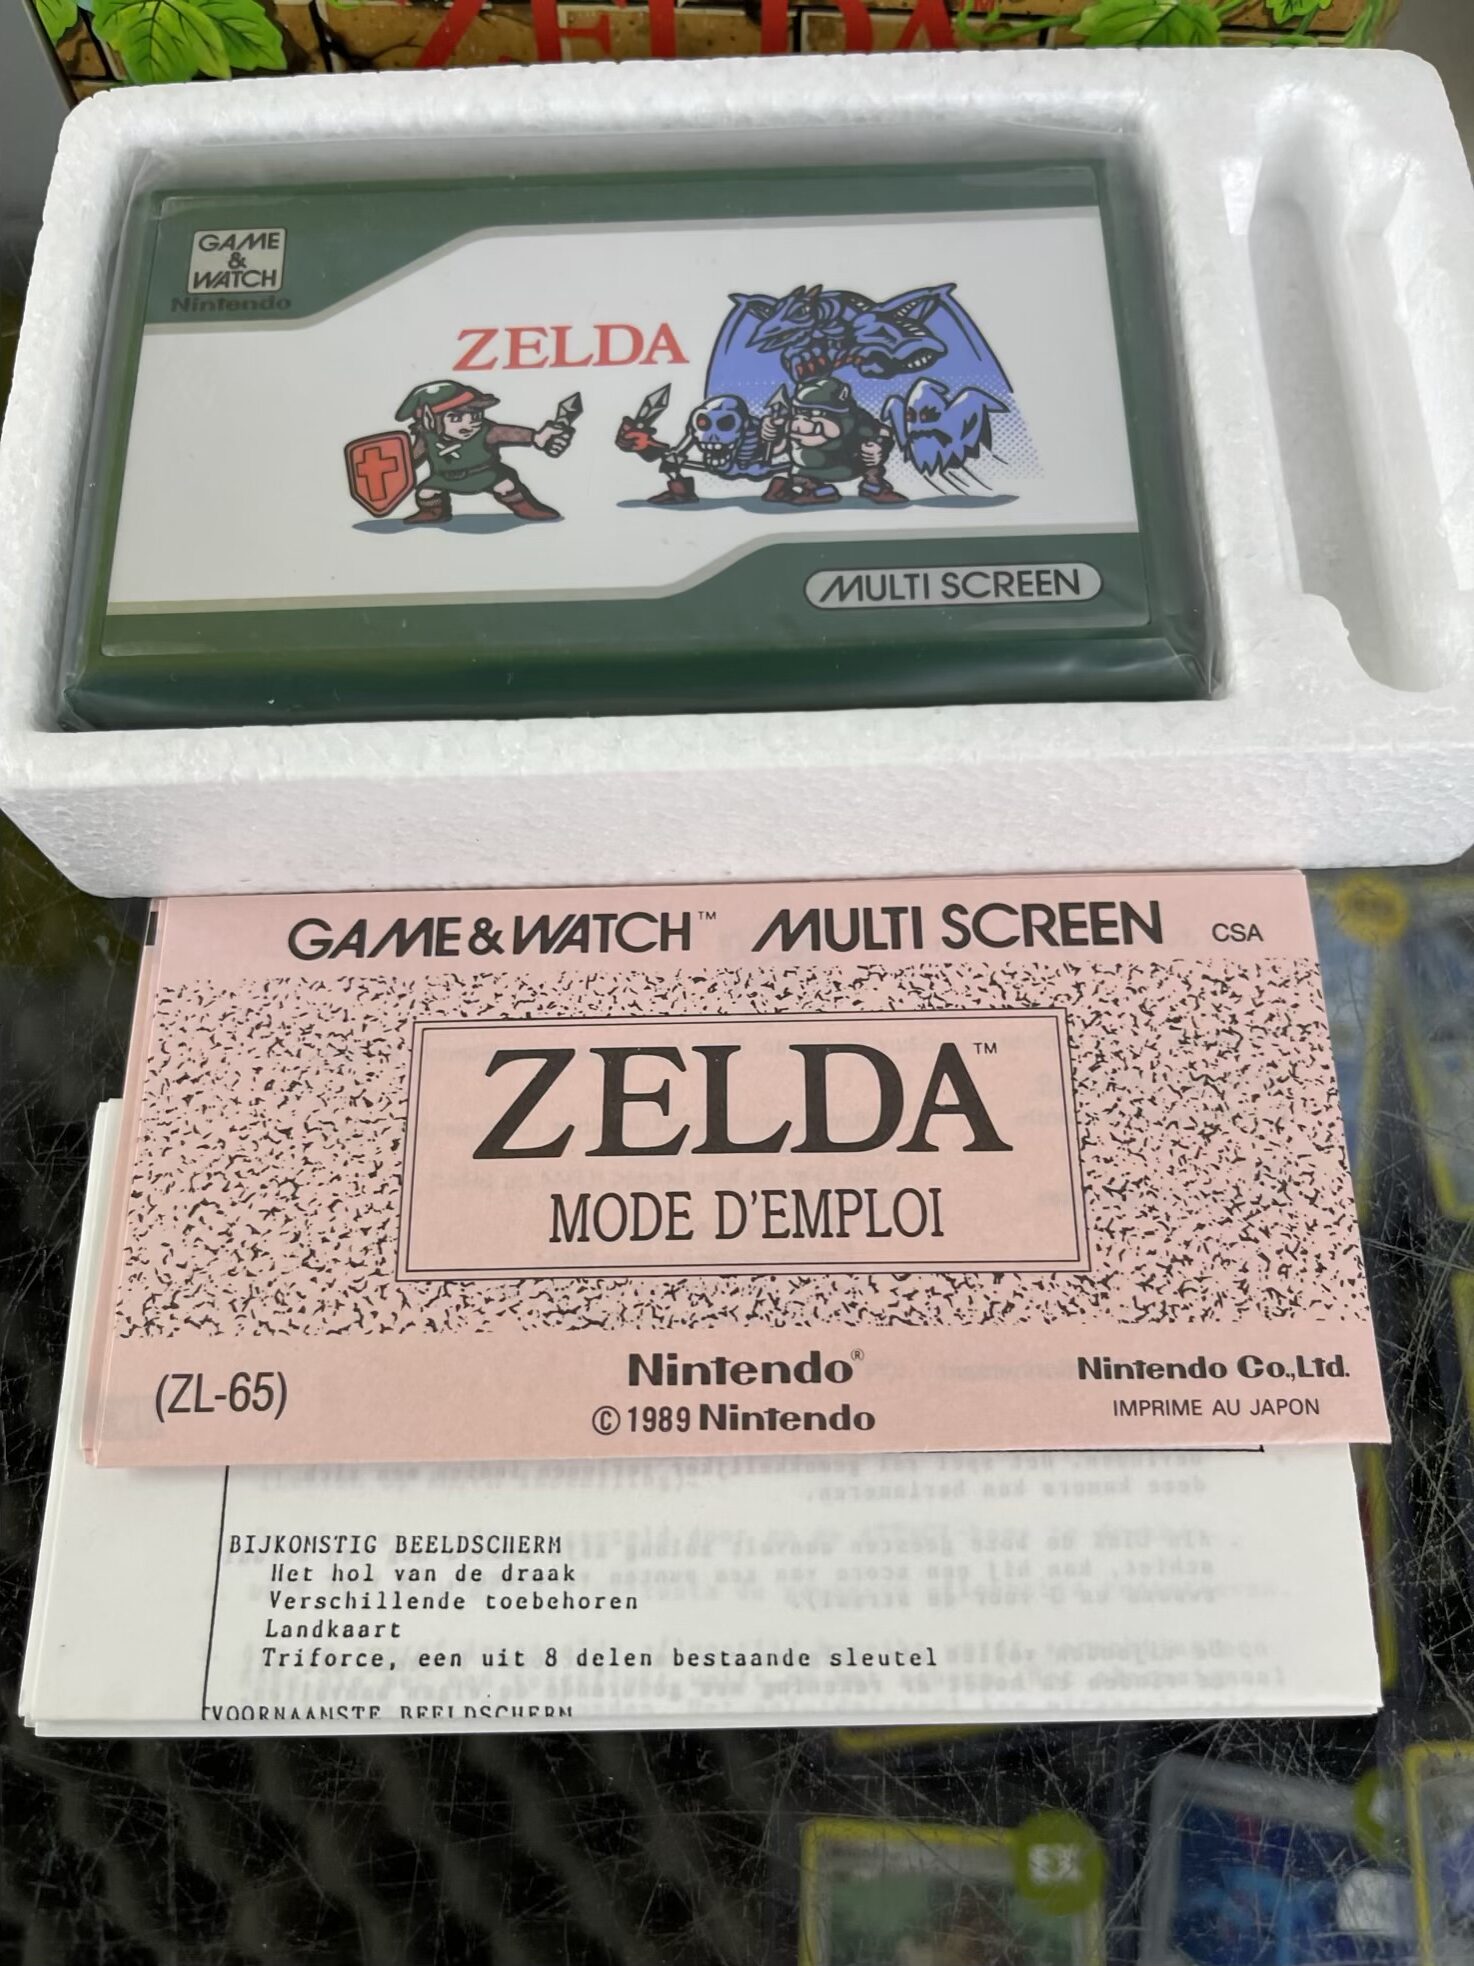 ZELDA
GAME
&
WATCH
Nintendo
ZELDA
MULTI SCREEN
GAME & WATCH™ MULTI SCREEN CSA
ZELDA™
MODE D'EMPLOI
(ZL-65)
Nintendo®
© 1989 Nintendo
Nintendo Co.,Ltd.
IMPRIME AU JAPON
BIJKOMSTIG BEELDSCHERM
Het hol van de draak
Verschillende toebehoren
Landkaart
Triforce, een uit 8 delen bestaande sleutel
VOORNAAMSTE BEELDSCHERM